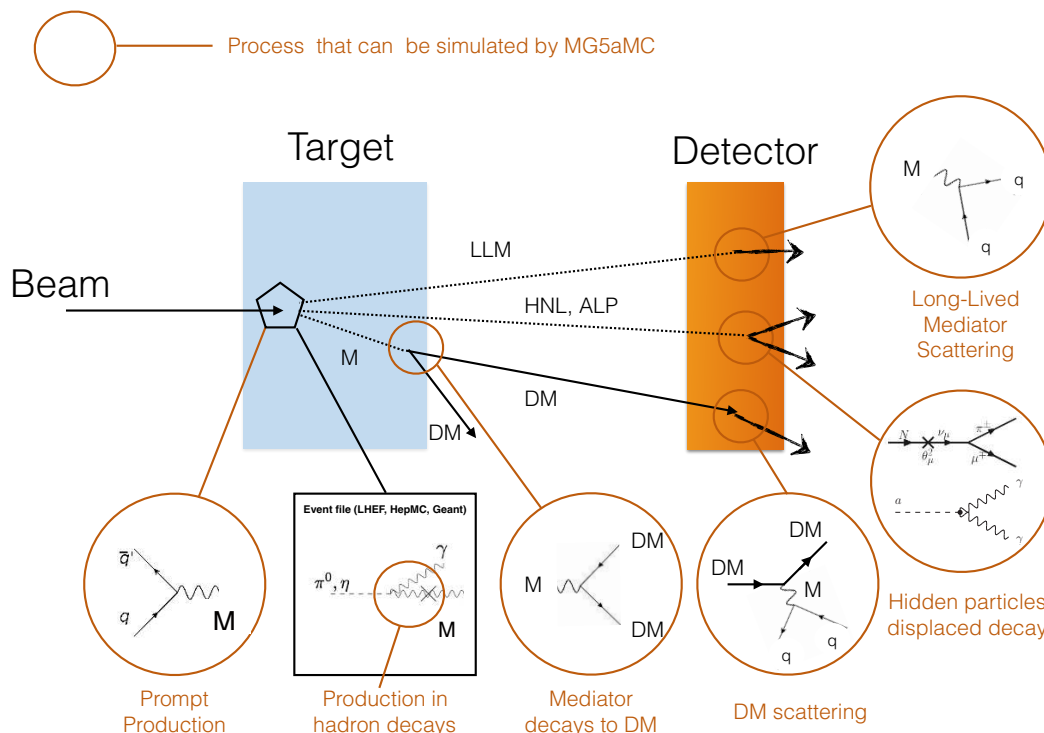 Process that can be simulated by MG5aMC
Target
Detector
Beam
LLM
HNL, ALP
M
DM
DM
M
q
q
Long-Lived
Mediator
Scattering
N
ν_μ
θ²_μ
π^±
μ^∓
a
γ
γ
Hidden particles
displaced decay
q̅'
q
M
Prompt
Production
Event file (LHEF, HepMC, Geant)
π⁰, η
γ
M
Production in
hadron decays
M
DM
DM
Mediator
decays to DM
DM
DM
M
q
q
DM scattering